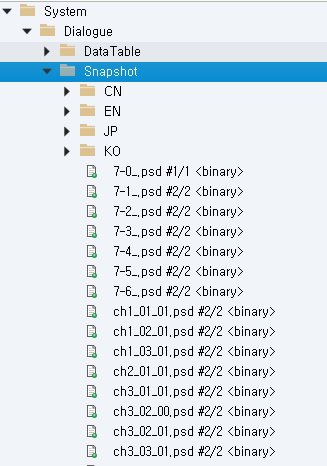 System
Dialogue
DataTable
Snapshot
CN
EN
JP
KO
7-0_.psd #1/1 <binary>
7-1_.psd #2/2 <binary>
7-2_.psd #2/2 <binary>
7-3_.psd #2/2 <binary>
7-4_.psd #2/2 <binary>
7-5_.psd #2/2 <binary>
7-6_.psd #2/2 <binary>
ch1_01_01.psd #2/2 <binary>
ch1_02_01.psd #2/2 <binary>
ch1_03_01.psd #2/2 <binary>
ch2_01_01.psd #2/2 <binary>
ch3_01_01.psd #2/2 <binary>
ch3_02_00.psd #2/2 <binary>
ch3_02_01.psd #2/2 <binary>
ch3_03_01.psd #2/2 <binary>